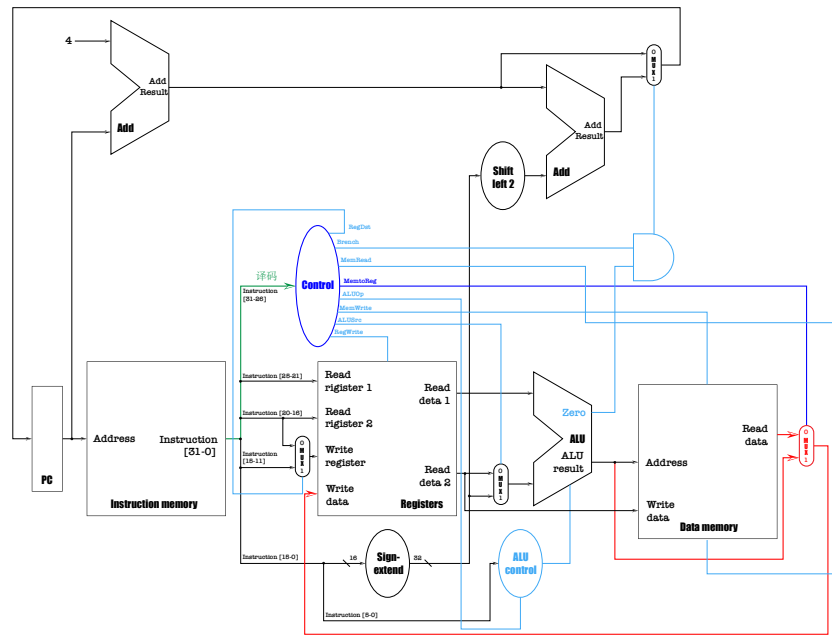 4
Add
Result
Add
0
M
U
X
1
Add
Result
Add
Shift
left 2
RegDst
Branch
MemRead
MemtoReg
ALUOp
MemWrite
ALUSrc
RegWrite
译码
Instruction
[31-26]
Control
Instruction [25-21]
Instruction [20-16]
Instruction
[15-11]
Read
rigister 1
Read
rigister 2
Write
register
Write
data
Read
deta 1
Read
deta 2
Registers
PC
Address
Instruction
[31-0]
Instruction memory
0
M
U
X
1
0
M
U
X
1
Zero
ALU
ALU
result
Address
Read
data
Write
data
Data memory
0
M
U
X
1
Instruction [15-0]
16
Sign-
extend
32
ALU
control
Instruction [5-0]